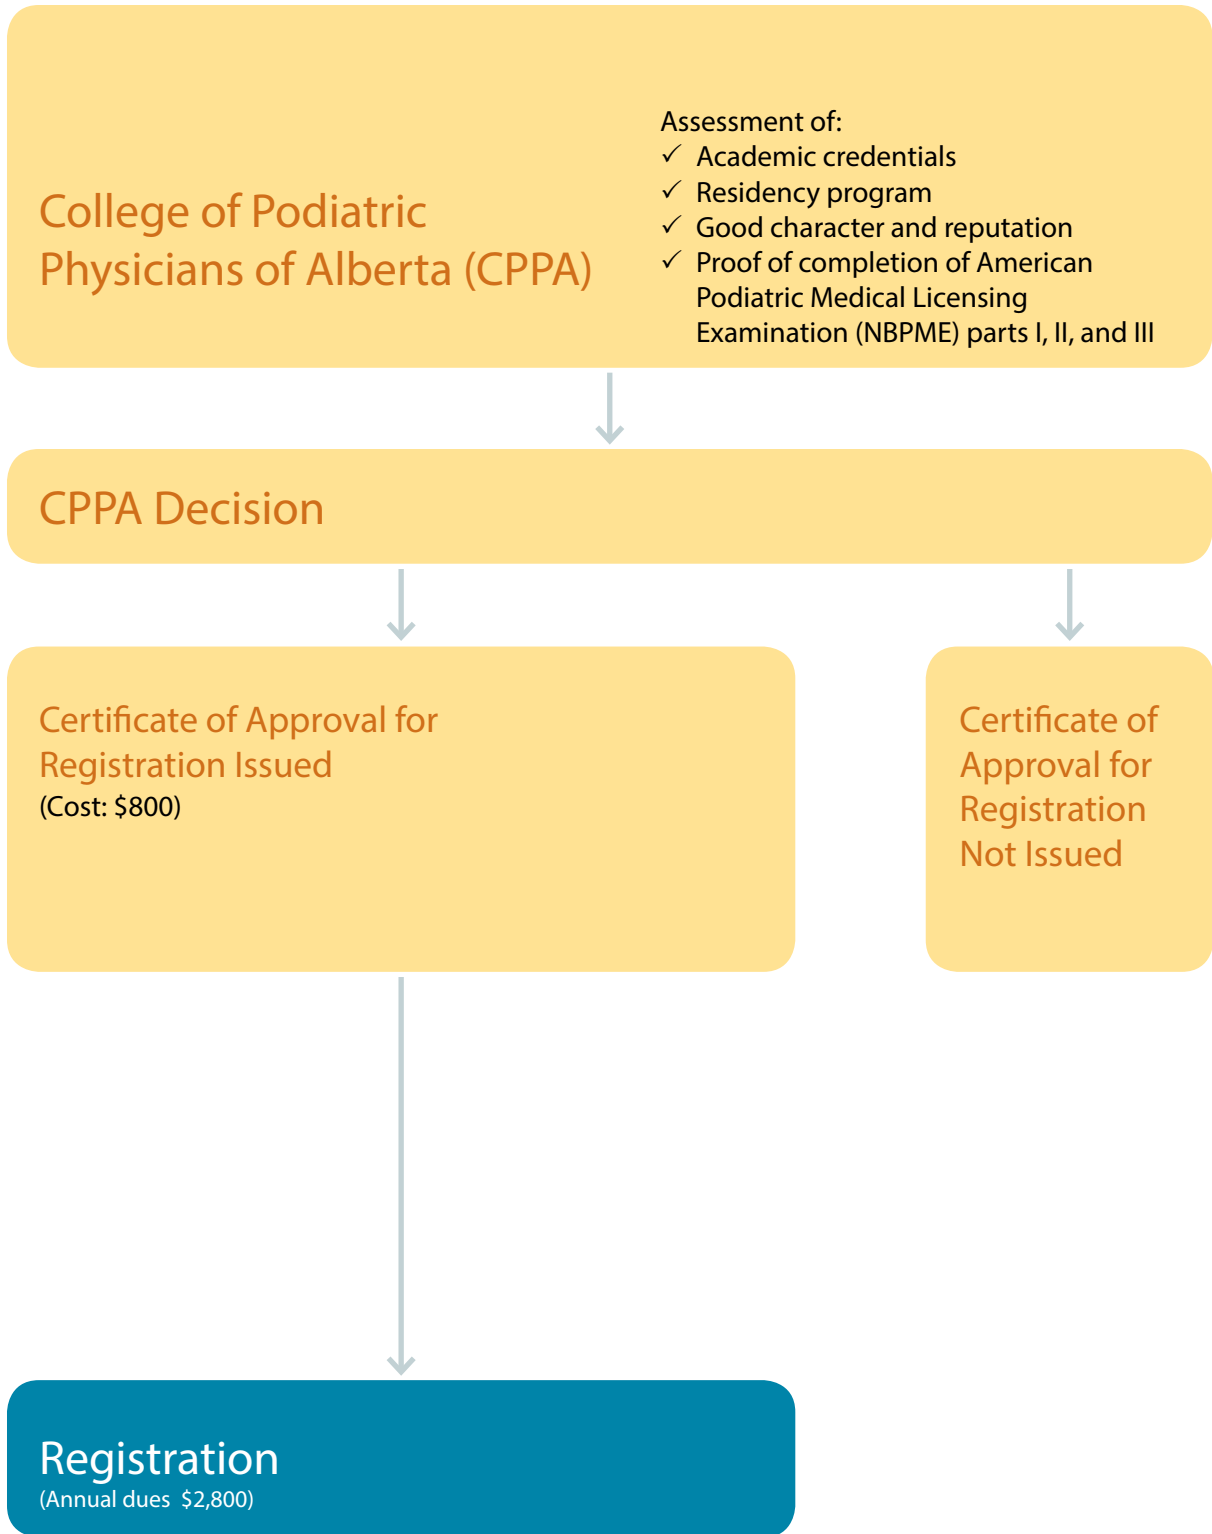 College of Podiatric
Physicians of Alberta (CPPA)
Assessment of:
✓ Academic credentials
✓ Residency program
✓ Good character and reputation
✓ Proof of completion of American
Podiatric Medical Licensing
Examination (NBPME) parts I, II, and III
CPPA Decision
Certificate of Approval for
Registration Issued
(Cost: $800)
Certificate of
Approval for
Registration
Not Issued
Registration
(Annual dues $2,800)